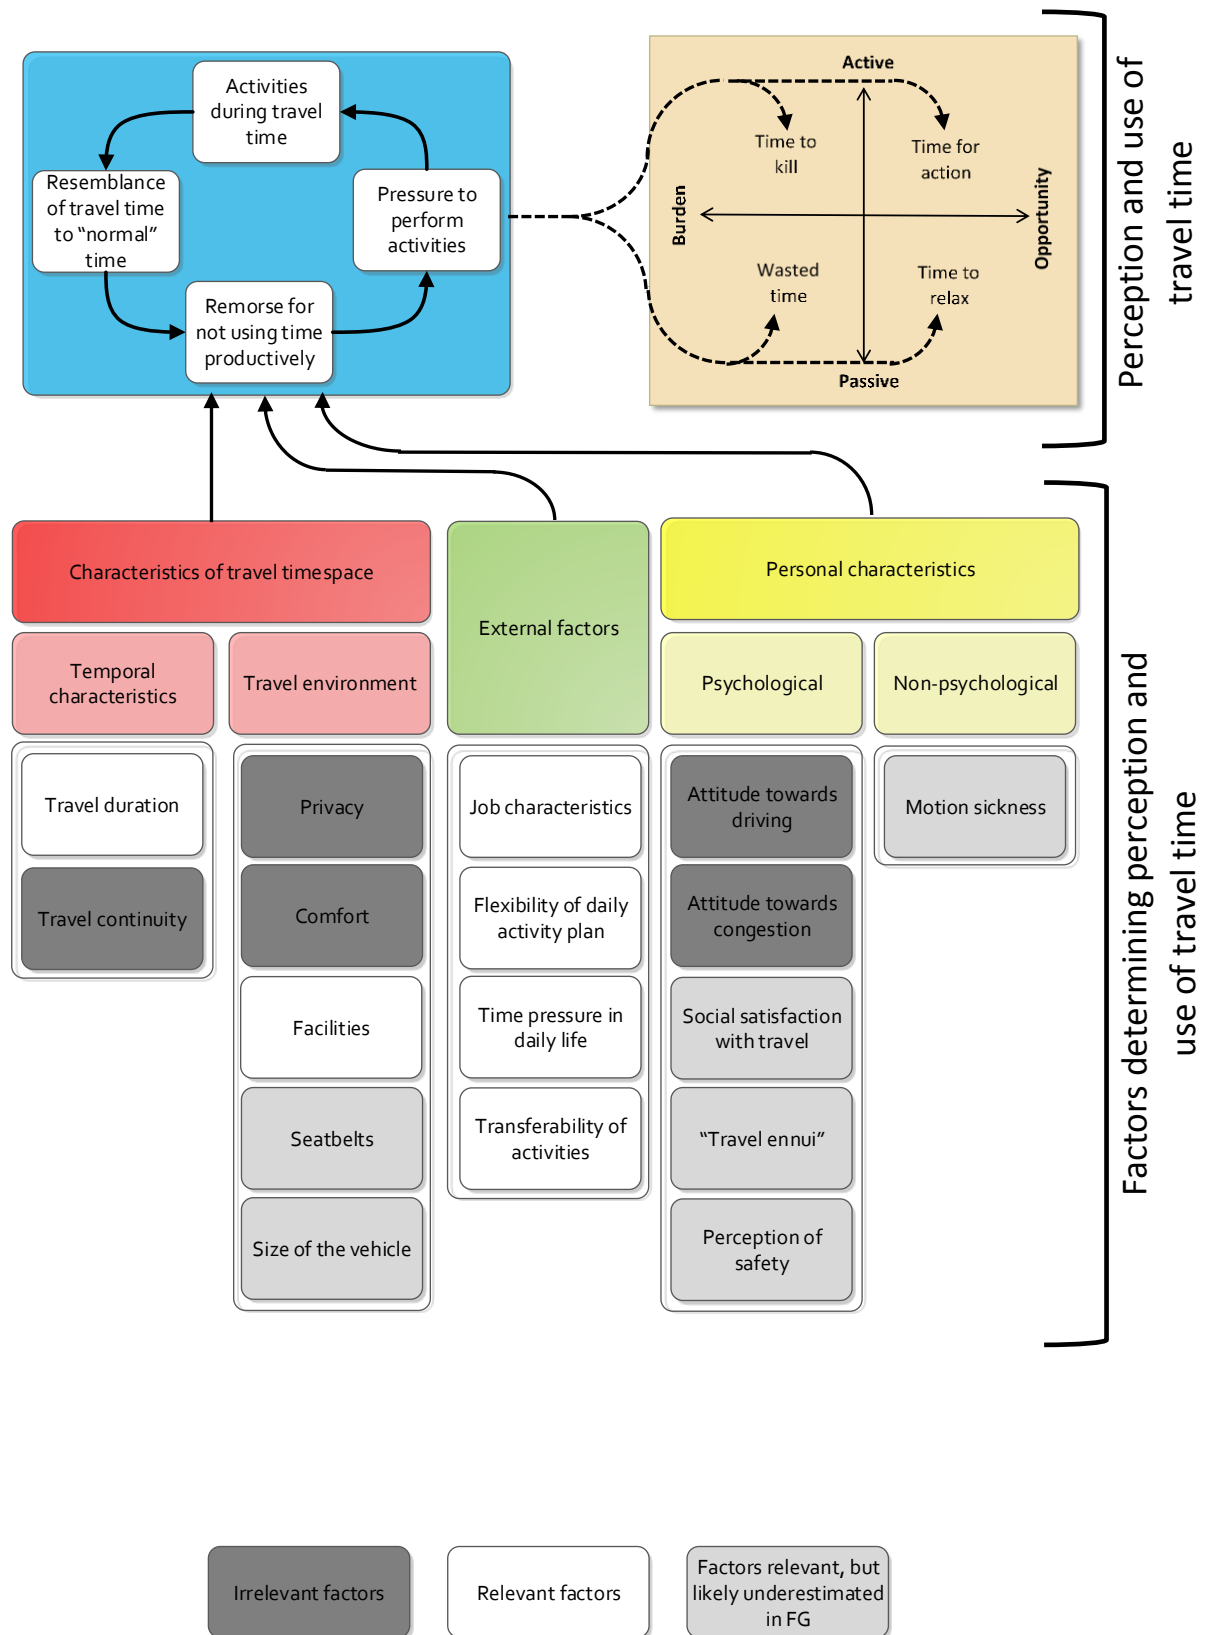 Activities
during travel
time
Resemblance
of travel time
to “normal”
time
Pressure to
perform
activities
Remorse for
not using time
productively
Active
Time to
kill
Time for
action
Burden
Opportunity
Wasted
time
Time to
relax
Passive
Perception and use of
travel time
Characteristics of travel timespace
External factors
Personal characteristics
Temporal
characteristics
Travel environment
Psychological
Non-psychological
Travel duration
Travel continuity
Privacy
Comfort
Facilities
Seatbelts
Size of the vehicle
Job characteristics
Flexibility of daily
activity plan
Time pressure in
daily life
Transferability of
activities
Attitude towards
driving
Attitude towards
congestion
Social satisfaction
with travel
“Travel ennui”
Perception of
safety
Motion sickness
Factors determining perception and
use of travel time
Irrelevant factors
Relevant factors
Factors relevant, but
likely underestimated
in FG